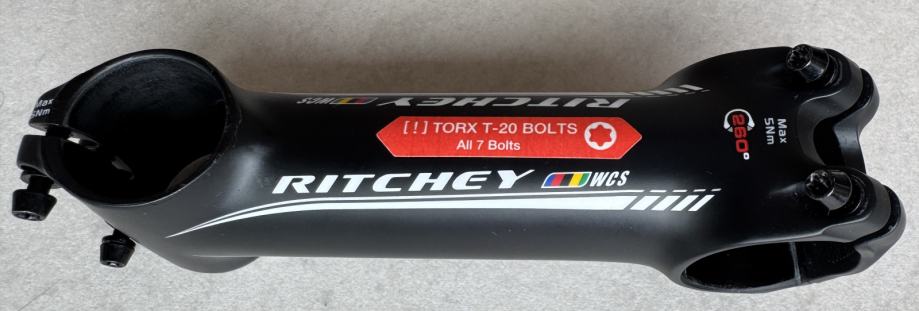 Max
5Nm
RITCHEY WCS
[!] TORX T-20 BOLTS
All 7 Bolts
RITCHEY WCS
260°
Max
5Nm